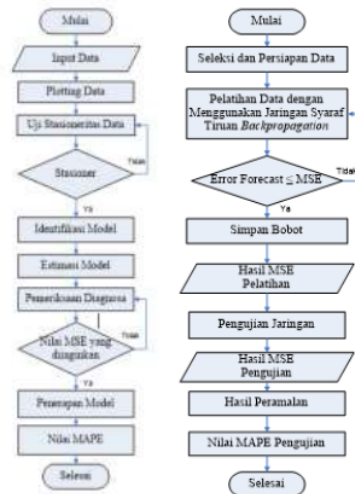 Mulai
Input Data
Plotting Data
Uji Stasioneritas Data
Stasioner
Tidak
Ya
Identifikasi Model
Estimasi Model
Pemeriksaan Diagnosa
Nilai MSE yang
diinginkan
Tidak
Ya
Penerapan Model
Nilai MAPE
Selesai
Mulai
Seleksi dan Persiapan Data
Pelatihan Data dengan
Menggunakan Jaringan Syaraf
Tiruan Backpropagation
Error Forecast ≤ MSE
Tidak
Ya
Simpan Bobot
Hasil MSE
Pelatihan
Pengujian Jaringan
Hasil MSE
Pengujian
Hasil Peramalan
Nilai MAPE Pengujian
Selesai